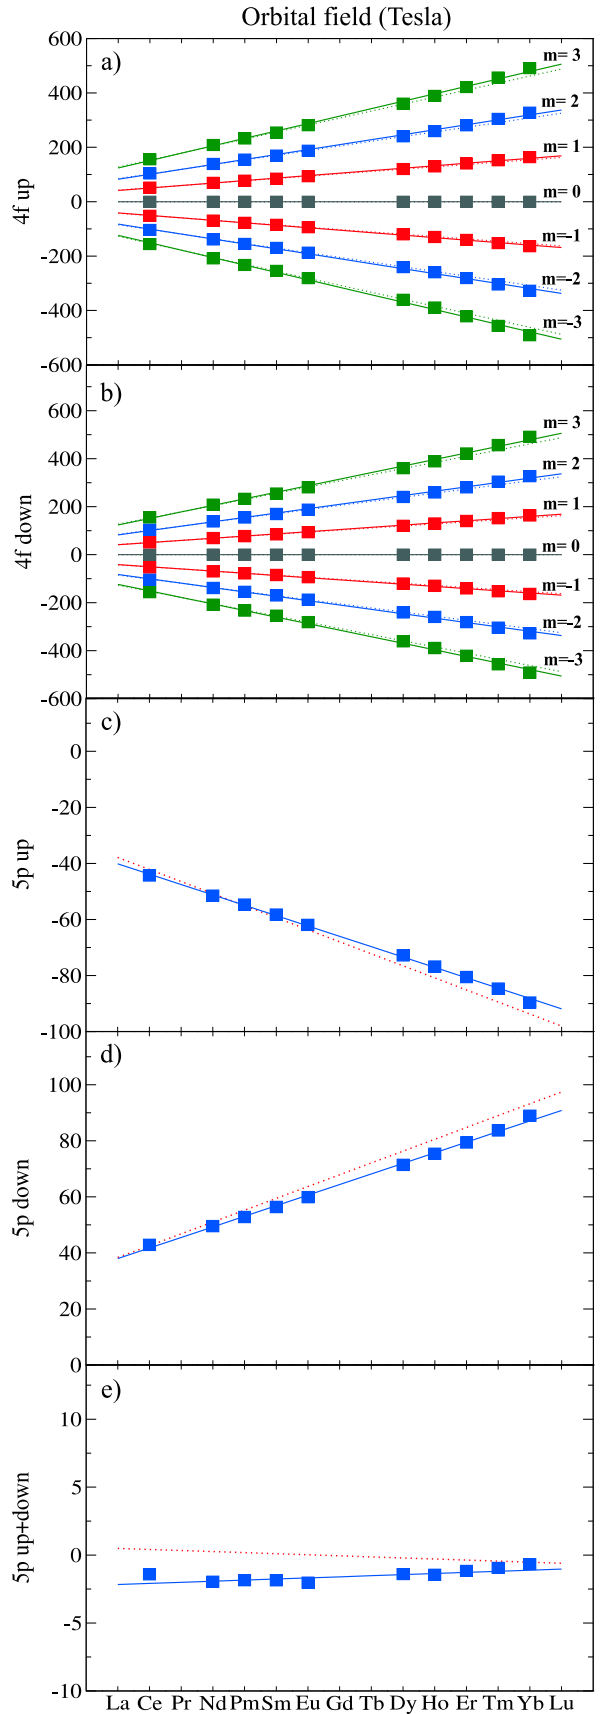 Orbital field (Tesla)
a)
600
400
200
0
-200
-400
-600
4f up
m= 3
m= 2
m= 1
m= 0
m=-1
m=-2
m=-3
b)
600
400
200
0
-200
-400
-600
4f down
m= 3
m= 2
m= 1
m= 0
m=-1
m=-2
m=-3
c)
0
-20
-40
-60
-80
-100
5p up
d)
100
80
60
40
20
0
5p down
e)
10
5
0
-5
-10
5p up+down
La Ce Pr Nd Pm Sm Eu Gd Tb Dy Ho Er Tm Yb Lu